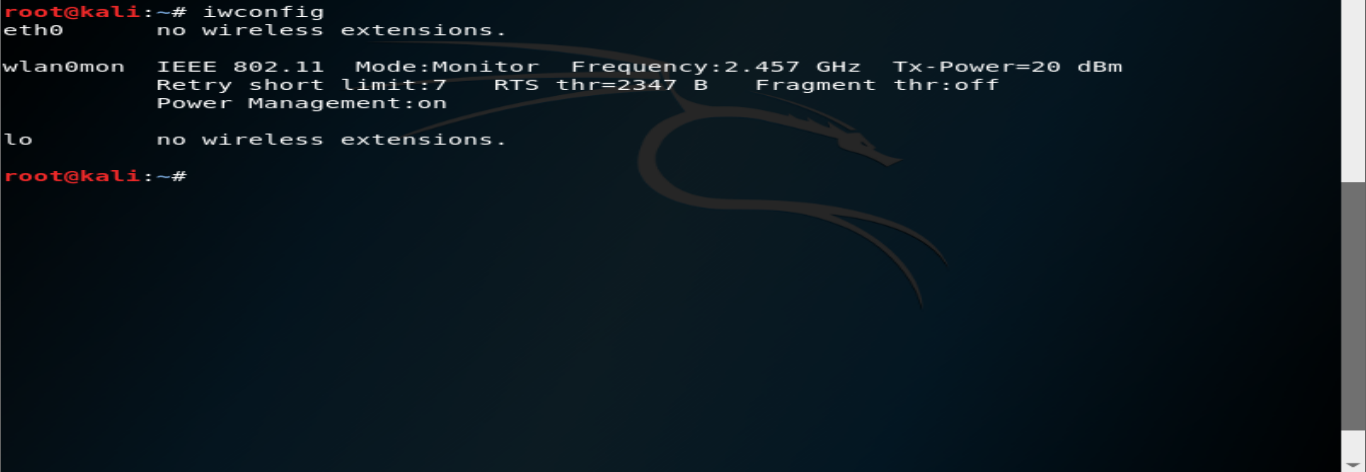 root@kali:~# iwconfig
eth0      no wireless extensions.
wlan0mon  IEEE 802.11  Mode:Monitor  Frequency:2.457 GHz  Tx-Power=20 dBm
          Retry short limit:7   RTS thr=2347 B   Fragment thr:off
          Power Management:on
lo        no wireless extensions.
root@kali:~#